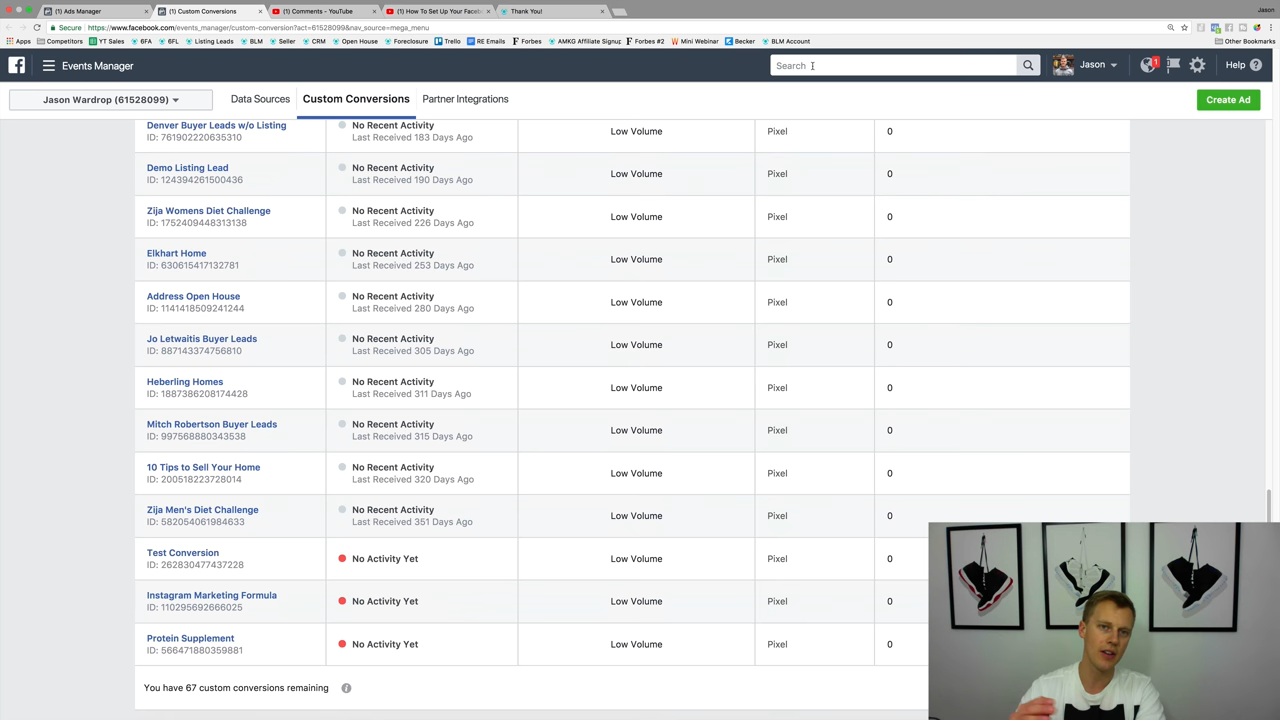 (1) Ads Manager
(1) Custom Conversions
(1) Comments - YouTube
(1) How To Set Up Your Faceb
Thank You!
Jason
Secure
https://www.facebook.com/events_manager/custom-conversion?act=61528099&nav_source=mega_menu
Apps
Competitors
YT Sales
6FA
6FL
Listing Leads
BLM
Seller
CRM
Open House
Foreclosure
Trello
RE Emails
Forbes
AMKG Affiliate Signup
Forbes #2
Mini Webinar
Becker
BLM Account
Other Bookmarks
Events Manager
Search
Jason
1
Help
Jason Wardrop (61528099)
Data Sources
Custom Conversions
Partner Integrations
Create Ad
Denver Buyer Leads w/o Listing
ID: 761902220635310
No Recent Activity
Last Received 183 Days Ago
Low Volume
Pixel
0
Demo Listing Lead
ID: 124394261500436
No Recent Activity
Last Received 190 Days Ago
Low Volume
Pixel
0
Zija Womens Diet Challenge
ID: 1752409448313138
No Recent Activity
Last Received 226 Days Ago
Low Volume
Pixel
0
Elkhart Home
ID: 630615417132781
No Recent Activity
Last Received 253 Days Ago
Low Volume
Pixel
0
Address Open House
ID: 1141418509241244
No Recent Activity
Last Received 280 Days Ago
Low Volume
Pixel
0
Jo Letwaitis Buyer Leads
ID: 887143374756810
No Recent Activity
Last Received 305 Days Ago
Low Volume
Pixel
0
Heberling Homes
ID: 1887386208174428
No Recent Activity
Last Received 311 Days Ago
Low Volume
Pixel
0
Mitch Robertson Buyer Leads
ID: 997568880343538
No Recent Activity
Last Received 315 Days Ago
Low Volume
Pixel
0
10 Tips to Sell Your Home
ID: 200518223728014
No Recent Activity
Last Received 320 Days Ago
Low Volume
Pixel
0
Zija Men's Diet Challenge
ID: 582054061984633
No Recent Activity
Last Received 351 Days Ago
Low Volume
Pixel
0
Test Conversion
ID: 262830477437228
No Activity Yet
Low Volume
Pixel
0
Instagram Marketing Formula
ID: 110295692666025
No Activity Yet
Low Volume
Pixel
0
Protein Supplement
ID: 566471880359881
No Activity Yet
Low Volume
Pixel
0
You have 67 custom conversions remaining